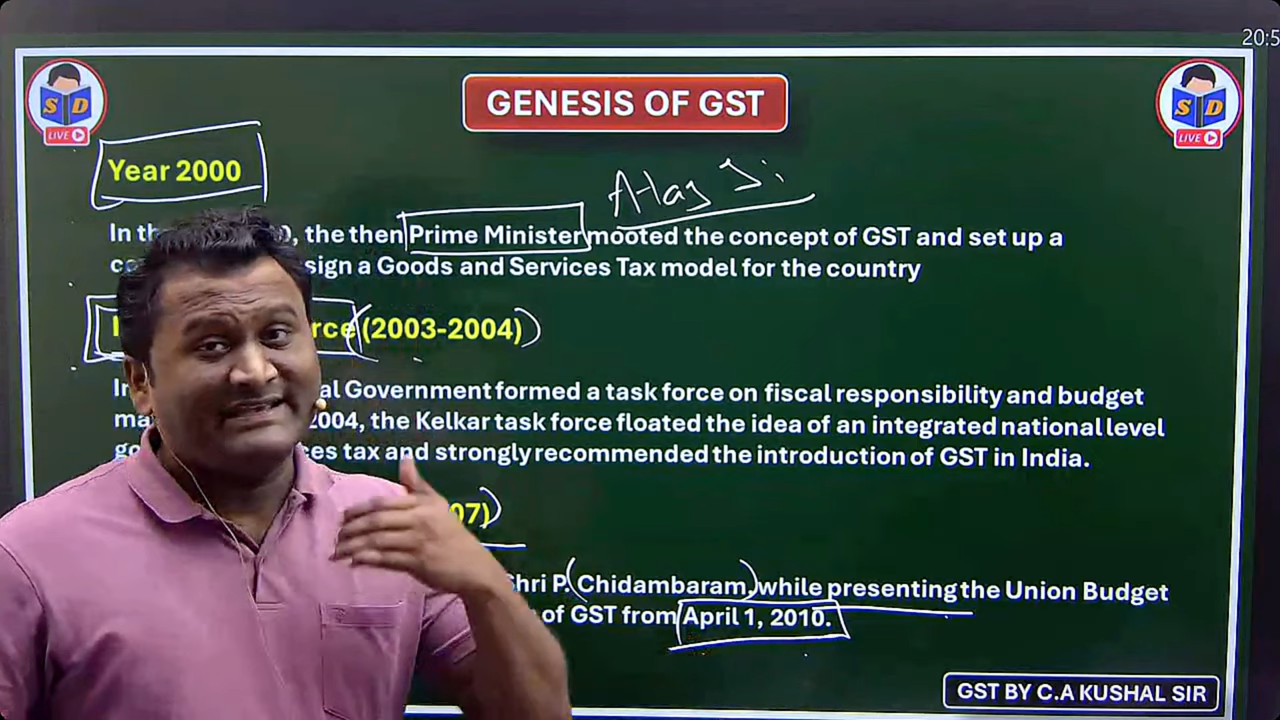 20:5
GENESIS OF GST
S D
LIVE
S D
LIVE
Year 2000
Atag Ji
In th 0, the then Prime Minister mooted the concept of GST and set up a
co sign a Goods and Services Tax model for the country
rce (2003-2004)
In al Government formed a task force on fiscal responsibility and budget
ma 2004, the Kelkar task force floated the idea of an integrated national level
go ces tax and strongly recommended the introduction of GST in India.
07)
Shri P. (Chidambaram, while presenting the Union Budget
of GST from April 1, 2010.
GST BY C.A KUSHAL SIR